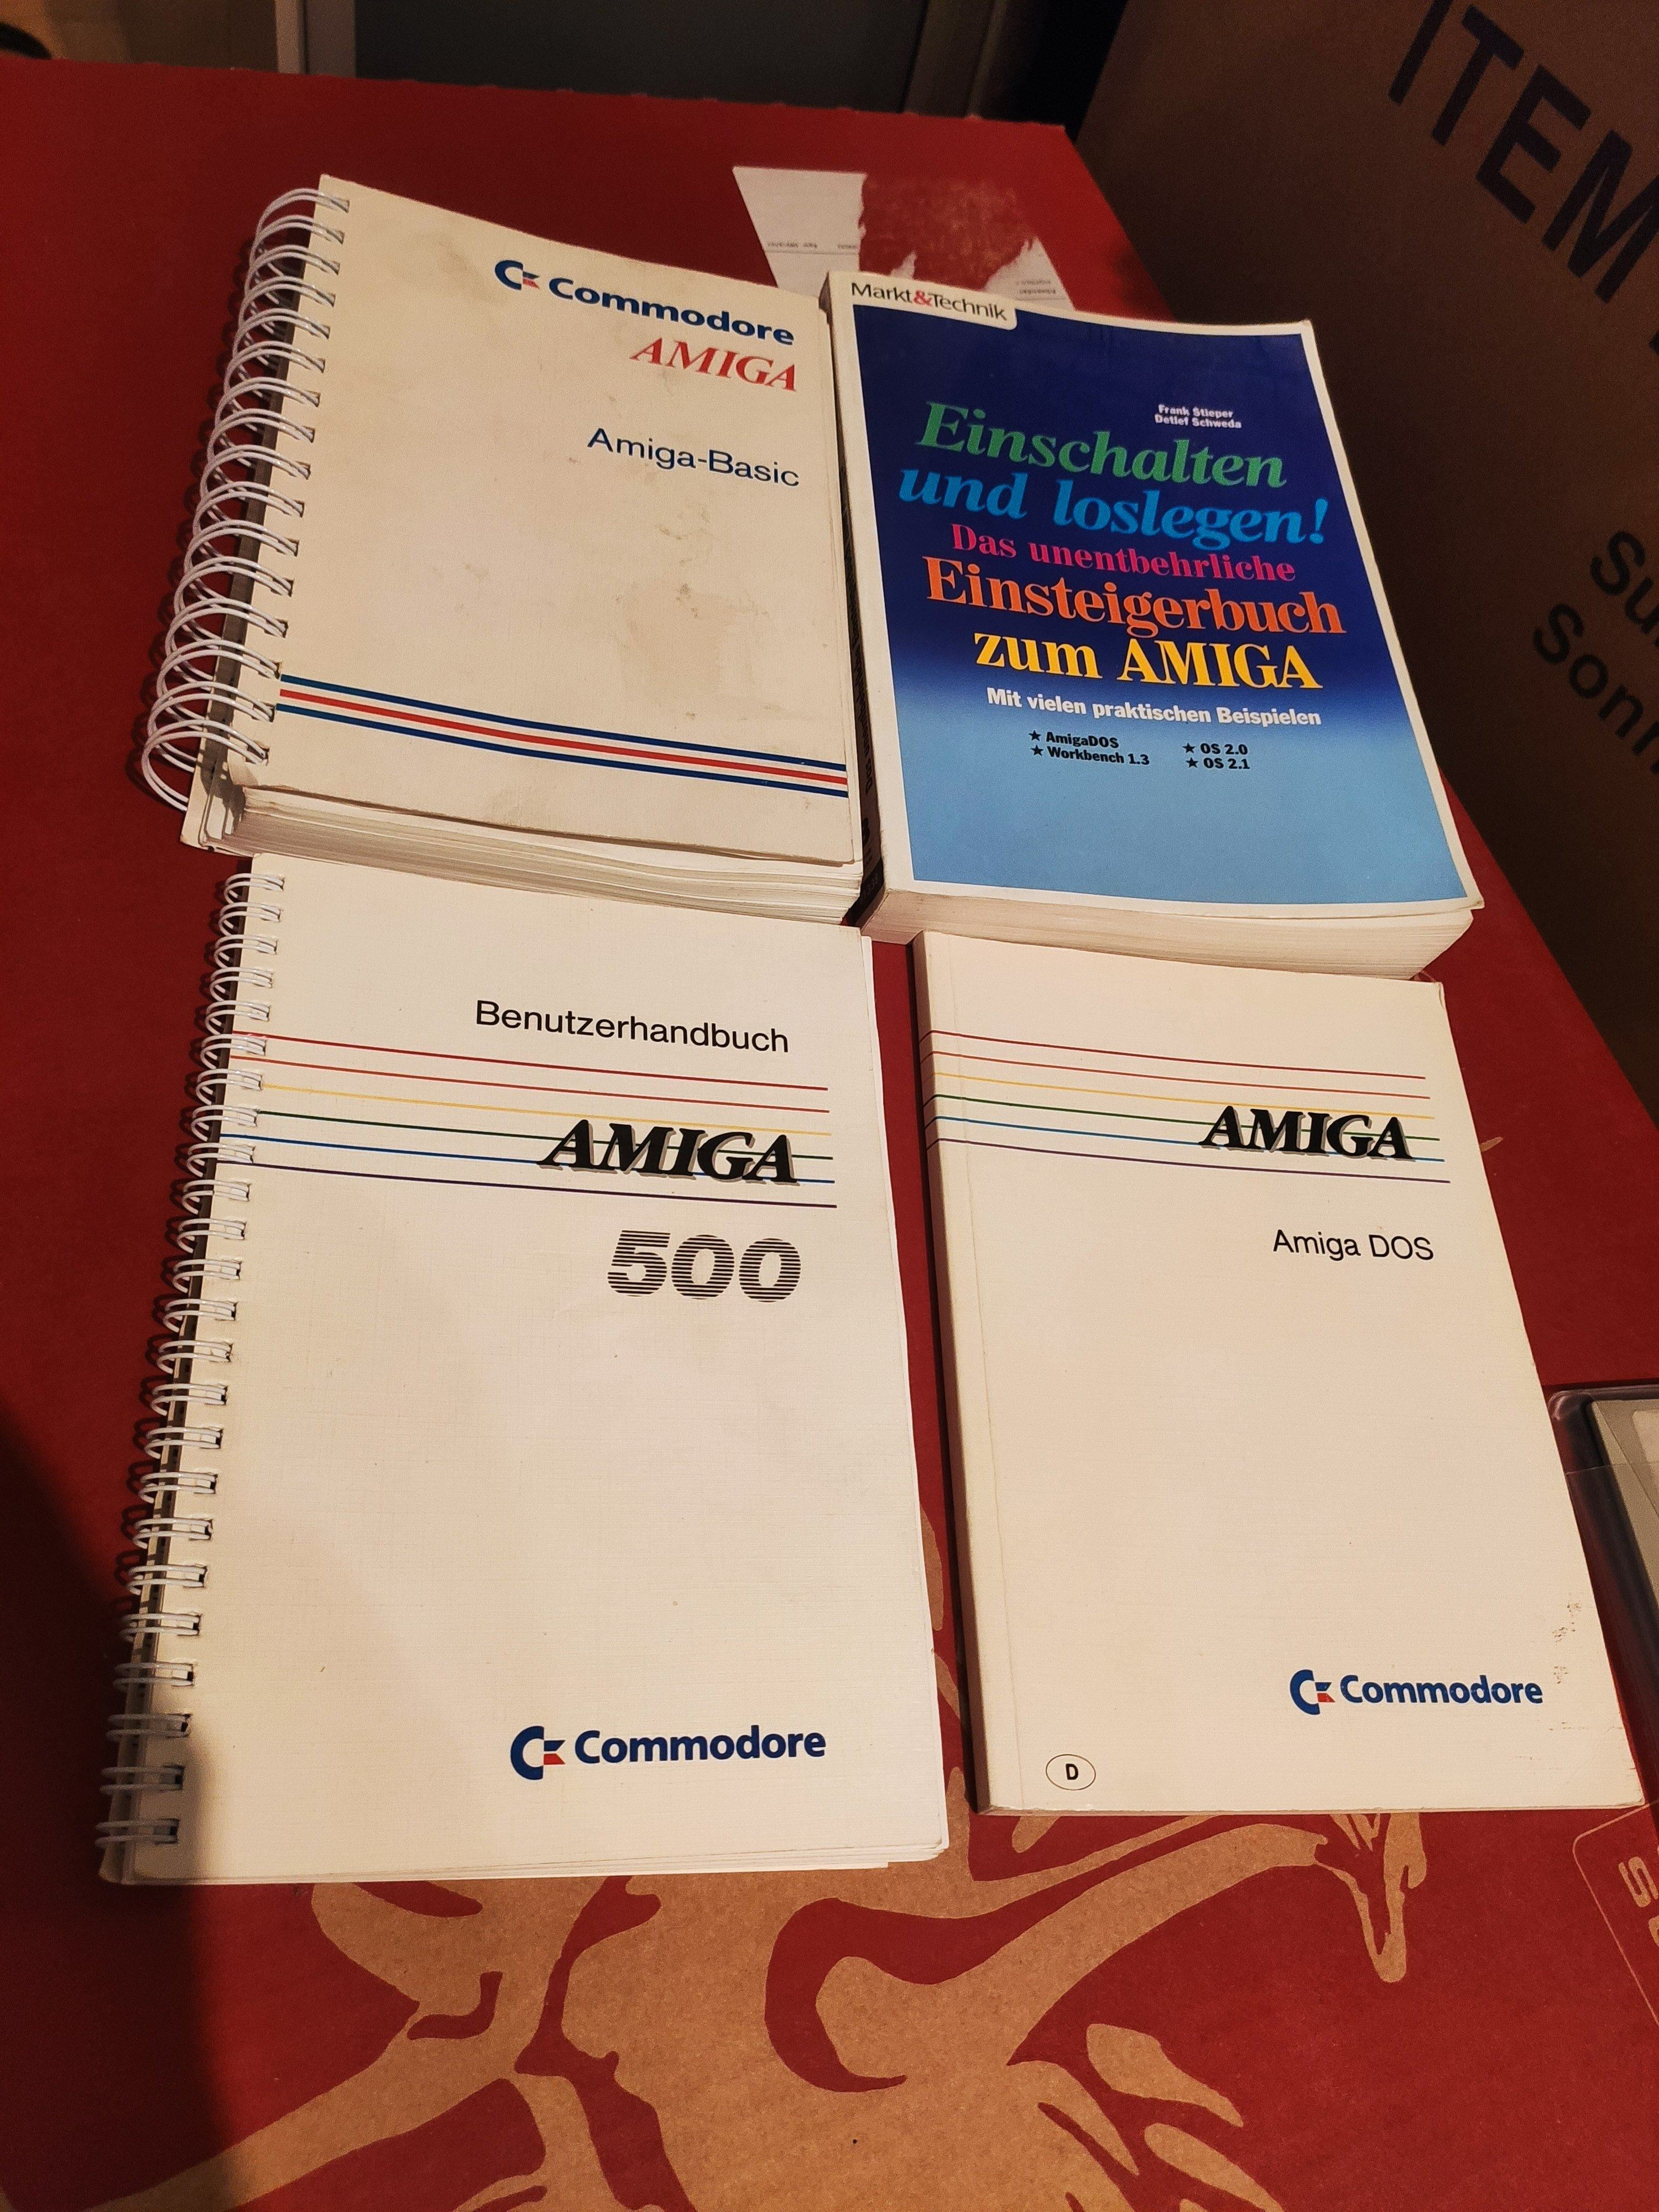 ITEM
Su
Sonn
Commodore
AMIGA
Amiga-Basic
Markt&Technik
Frank Stieper
Detlef Schweda
Einschalten
und loslegen!
Das unentbehrliche
Einsteigerbuch
zum AMIGA
Mit vielen praktischen Beispielen
★ AmigaDOS
★ Workbench 1.3
★ OS 2.0
★ OS 2.1
Benutzerhandbuch
AMIGA
500
Commodore
AMIGA
Amiga DOS
Commodore
D